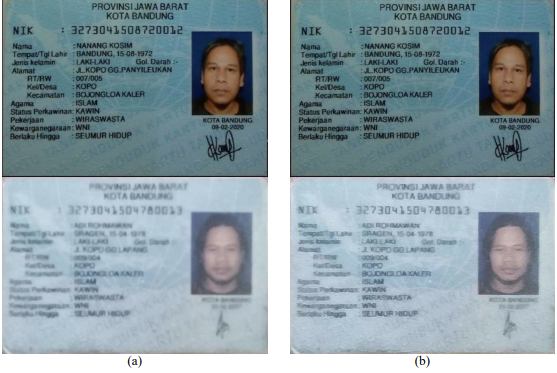 PROVINSI JAWA BARAT
KOTA BANDUNG
NIK : 3273041508720012
Nama : NANANG KOSIM
Tempat/Tgl Lahir : BANDUNG, 15-08-1972
Jenis kelamin : LAKI-LAKI Gol. Darah :-
Alamat : JL.KOPO GG.PANYILEUKAN
RT/RW : 007/005
Kel/Desa : KOPO
Kecamatan : BOJONGLOA KALER
Agama : ISLAM
Status Perkawinan: KAWIN
Pekerjaan : WIRASWASTA
Kewarganegaraan: WNI
Berlaku Hingga : SEUMUR HIDUP
KOTA BANDUNG
09-02-2020
PROVINSI JAWA BARAT
KOTA BANDUNG
NIK : 3273041508720012
Nama : NANANG KOSIM
Tempat/Tgl Lahir : BANDUNG, 15-08-1972
Jenis kelamin : LAKI-LAKI Gol. Darah :-
Alamat : JL.KOPO GG.PANYILEUKAN
RT/RW : 007/005
Kel/Desa : KOPO
Kecamatan : BOJONGLOA KALER
Agama : ISLAM
Status Perkawinan: KAWIN
Pekerjaan : WIRASWASTA
Kewarganegaraan: WNI
Berlaku Hingga : SEUMUR HIDUP
KOTA BANDUNG
09-02-2020
PROVINSI JAWA BARAT
KOTA BANDUNG
NIK : 3273041504780013
Nama : ADI ROHMAWAN
Tempat/Tgl Lahir : SRAGEN, 15-04-1978
Jenis kelamin : LAKI-LAKI Gol. Darah :
Alamat : JL KOPO GG LAPANG
RT/RW : 009/004
Kel/Desa : KOPO
Kecamatan : BOJONGLOA KALER
Agama : ISLAM
Status Perkawinan: KAWIN
Pekerjaan : WIRASWASTA
Kewarganegaraan: WNI
Berlaku Hingga : SEUMUR HIDUP
KOTA BANDUNG
PROVINSI JAWA BARAT
KOTA BANDUNG
NIK : 3273041504780013
Nama : ADI ROHMAWAN
Tempat/Tgl Lahir : SRAGEN, 15-04-1978
Jenis kelamin : LAKI-LAKI Gol. Darah :
Alamat : JL KOPO GG LAPANG
RT/RW : 009/004
Kel/Desa : KOPO
Kecamatan : BOJONGLOA KALER
Agama : ISLAM
Status Perkawinan: KAWIN
Pekerjaan : WIRASWASTA
Kewarganegaraan: WNI
Berlaku Hingga : SEUMUR HIDUP
KOTA BANDUNG
(a)
(b)